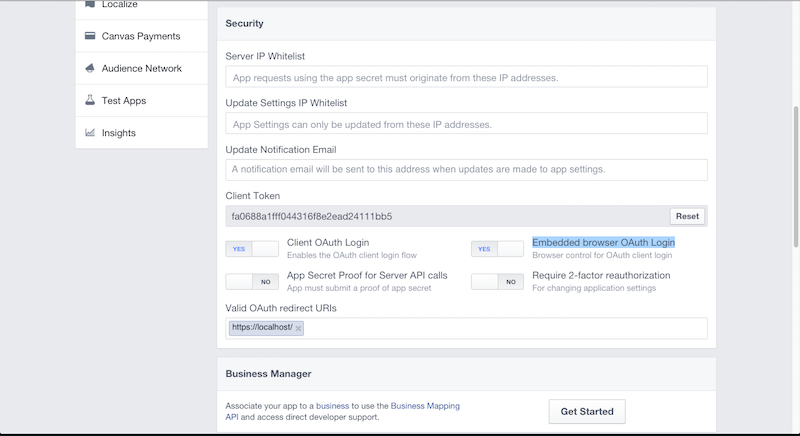 Localize
Canvas Payments
Audience Network
Test Apps
Insights
Security
Server IP Whitelist
App requests using the app secret must originate from these IP addresses.
Update Settings IP Whitelist
App Settings can only be updated from these IP addresses.
Update Notification Email
A notification email will be sent to this address when updates are made to app settings.
Client Token
fa0688a1fff044316f8e2ead24111bb5
Reset
YES
Client OAuth Login
Enables the OAuth client login flow
YES
Embedded browser OAuth Login
Browser control for OAuth client login
NO
App Secret Proof for Server API calls
App must submit a proof of app secret
NO
Require 2-factor reauthorization
For changing application settings
Valid OAuth redirect URIs
https://localhost/
Business Manager
Associate your app to a business to use the Business Mapping
API and access direct developer support.
Get Started